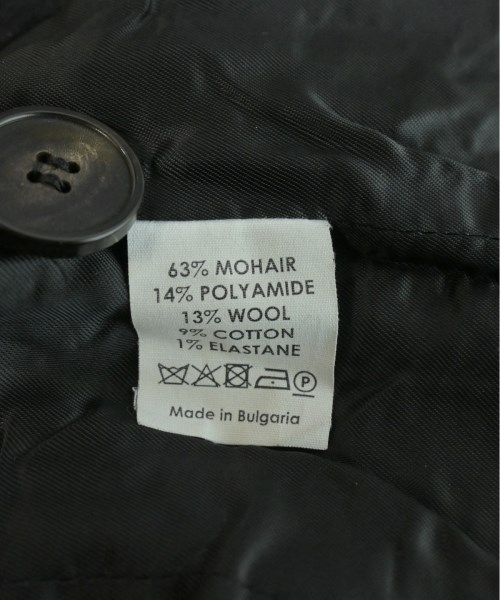 63% MOHAIR
14% POLYAMIDE
13% WOOL
9% COTTON
1% ELASTANE
P
Made in Bulgaria